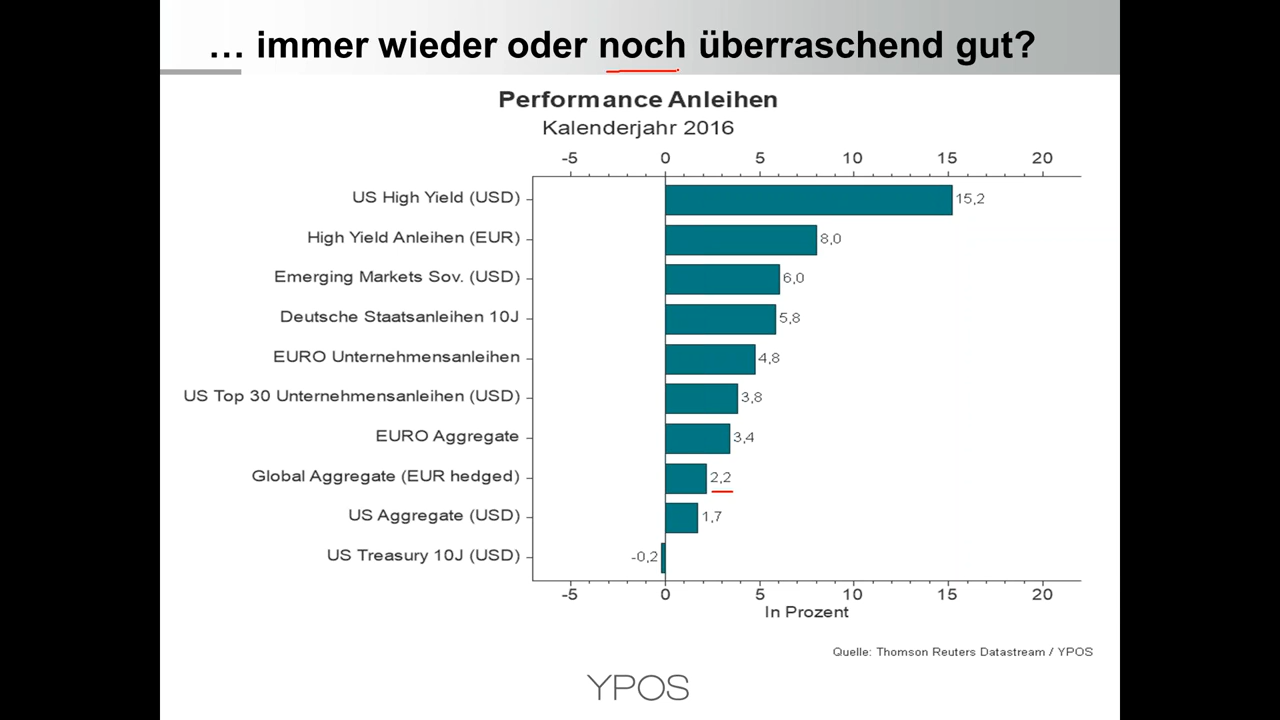 … immer wieder oder noch überraschend gut?
Performance Anleihen
Kalenderjahr 2016
-5 0 5 10 15 20
US High Yield (USD) 15,2
High Yield Anleihen (EUR) 8,0
Emerging Markets Sov. (USD) 6,0
Deutsche Staatsanleihen 10J 5,8
EURO Unternehmensanleihen 4,8
US Top 30 Unternehmensanleihen (USD) 3,8
EURO Aggregate 3,4
Global Aggregate (EUR hedged) 2,2
US Aggregate (USD) 1,7
US Treasury 10J (USD) -0,2
-5 0 5 10 15 20
In Prozent
Quelle: Thomson Reuters Datastream / YPOS
YPOS